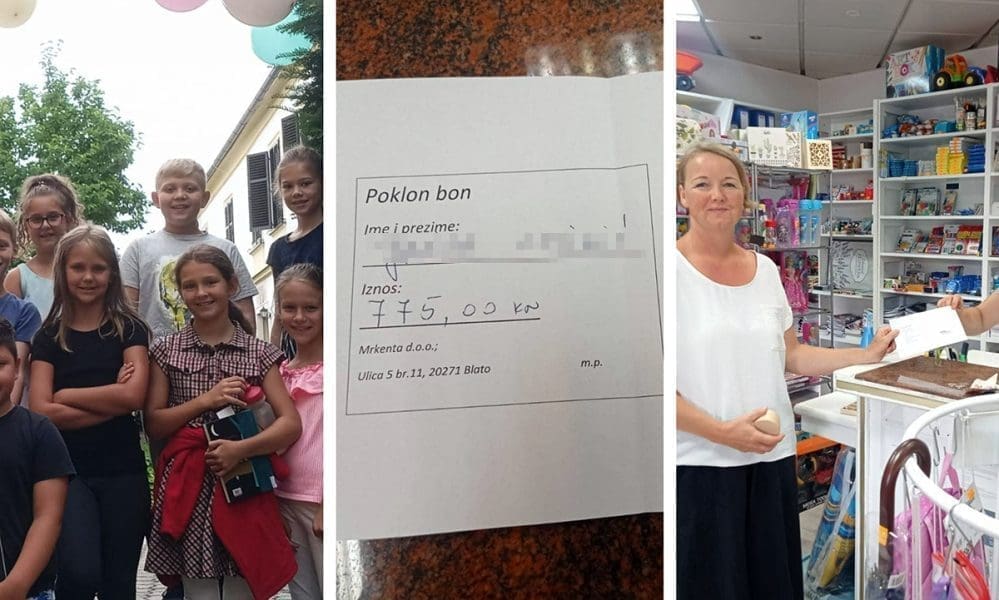 Poklon bon
Ime i prezime:
Iznos:
775,00 kn
Mrkenta d.o.o.;
Ulica 5 br.11, 20271 Blato m.p.